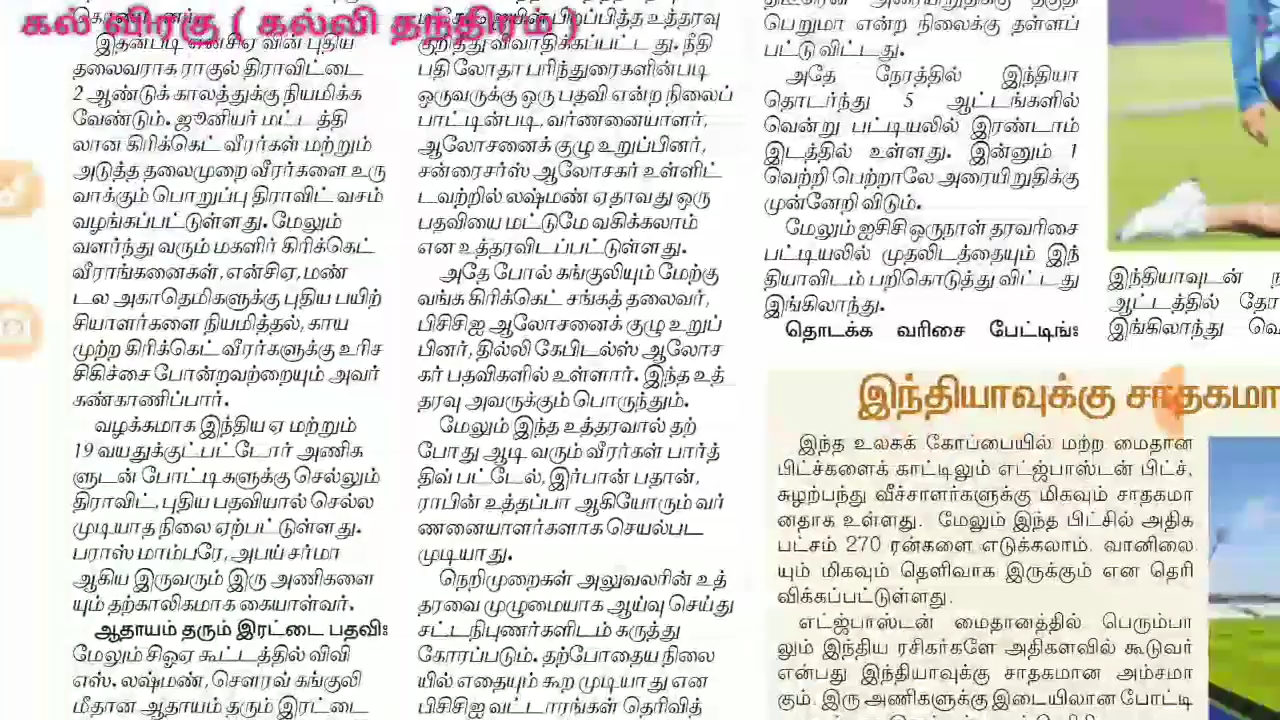 கல் விரகு ( கல்வி தந்திரம் )
இதன்படி என்சிஏ வின் புதிய
தலைவராக ராகுல் திராவிட்டை
2 ஆண்டுக் காலத்துக்கு நியமிக்க
வேண்டும். ஜூனியர் மட்டத்தி
லான கிரிக்கெட் வீரர்கள் மற்றும்
அடுத்த தலைமுறை வீரர்களை உரு
வாக்கும் பொறுப்பு திராவிட் வசம்
வழங்கப்பட்டுள்ளது. மேலும்
வளர்ந்து வரும் மகளிர் கிரிக்கெட்
வீராங்கனைகள், என்சிஏ, மண்
டல அகாதெமிகளுக்கு புதிய பயிற்
சியாளர்களை நியமித்தல், காய
முற்ற கிரிக்கெட் வீரர்களுக்கு உரிச
சிகிச்சை போன்றவற்றையும் அவர்
கண்காணிப்பார்.
வழக்கமாக இந்திய ஏ மற்றும்
19 வயதுக்குட்பட்டோர் அணிக
ளுடன் போட்டிகளுக்கு செல்லும்
திராவிட், புதிய பதவியால் செல்ல
முடியாத நிலை ஏற்பட்டுள்ளது.
பராஸ் மாம்பரே, அபய் சர்மா
ஆகிய இருவரும் இரு அணிகளை
யும் தற்காலிகமாக கையாள்வர்.
ஆதாயம் தரும் இரட்டை பதவி:
மேலும் சிஓஏ கூட்டத்தில் விவி
எஸ். லஷ்மண், சௌரவ் கங்குலி
மீதான ஆதாயம் தரும் இரட்டை
பிறப்பித்த உத்தரவு
குறித்து விவாதிக்கப்பட்டது. நீதி
பதி லோதா பரிந்துரைகளின்படி
ஒருவருக்கு ஒரு பதவி என்ற நிலைப்
பாட்டின்படி, வர்ணனையாளர்,
ஆலோசனைக் குழு உறுப்பினர்,
சன்ரைசர்ஸ் ஆலோசகர் உள்ளிட்
டவற்றில் லஷ்மண் ஏதாவது ஒரு
பதவியை மட்டுமே வகிக்கலாம்
என உத்தரவிடப்பட்டுள்ளது.
அதே போல் கங்குலியும் மேற்கு
வங்க கிரிக்கெட் சங்கத் தலைவர்,
பிசிசிஐ ஆலோசனைக் குழு உறுப்
பினர், தில்லி கேபிடல்ஸ் ஆலோச
கர் பதவிகளில் உள்ளார். இந்த உத்
தரவு அவருக்கும் பொருந்தும்.
மேலும் இந்த உத்தரவால் தற்
போது ஆடி வரும் வீரர்கள் பார்த்
திவ் பட்டேல், இர்பான் பதான்,
ராபின் உத்தப்பா ஆகியோரும் வர்
ணனையாளர்களாக செயல்பட
முடியாது.
நெறிமுறைகள் அலுவலரின் உத்
தரவை முழுமையாக ஆய்வு செய்து
சட்ட நிபுணர்களிடம் கருத்து
கோரப்படும். தற்போதைய நிலை
யில் எதையும் கூற முடியாது என
பிசிசிஐ வட்டாரங்கள் தெரிவித்
பெறுமா என்ற நிலைக்கு தள்ளப்
பட்டு விட்டது.
அதே நேரத்தில் இந்தியா
தொடர்ந்து 5 ஆட்டங்களில்
வென்று பட்டியலில் இரண்டாம்
இடத்தில் உள்ளது. இன்னும் 1
வெற்றி பெற்றாலே அரையிறுதிக்கு
முன்னேறி விடும்.
மேலும் ஐசிசி ஒருநாள் தரவரிசை
பட்டியலில் முதலிடத்தையும் இந்
தியாவிடம் பறிகொடுத்து விட்டது
இங்கிலாந்து.
தொடக்க வரிசை பேட்டிங்:
இந்தியாவுடன்
ஆட்டத்தில் தோ
இங்கிலாந்து
இந்தியாவுக்கு சாதகமா
இந்த உலகக் கோப்பையில் மற்ற மைதான
பிட்ச்களைக் காட்டிலும் எட்ஜ்பாஸ்டன் பிட்ச்,
சுழற்பந்து வீச்சாளர்களுக்கு மிகவும் சாதகமா
னதாக உள்ளது. மேலும் இந்த பிட்சில் அதிக
பட்சம் 270 ரன்களை எடுக்கலாம். வானிலை
யும் மிகவும் தெளிவாக இருக்கும் என தெரி
விக்கப்பட்டுள்ளது.
எட்ஜ்பாஸ்டன் மைதானத்தில் பெரும்பா
லும் இந்திய ரசிகர்களே அதிகளவில் கூடுவர்
என்பது இந்தியாவுக்கு சாதகமான அம்சமா
கும். இரு அணிகளுக்கு இடையிலான போட்டி